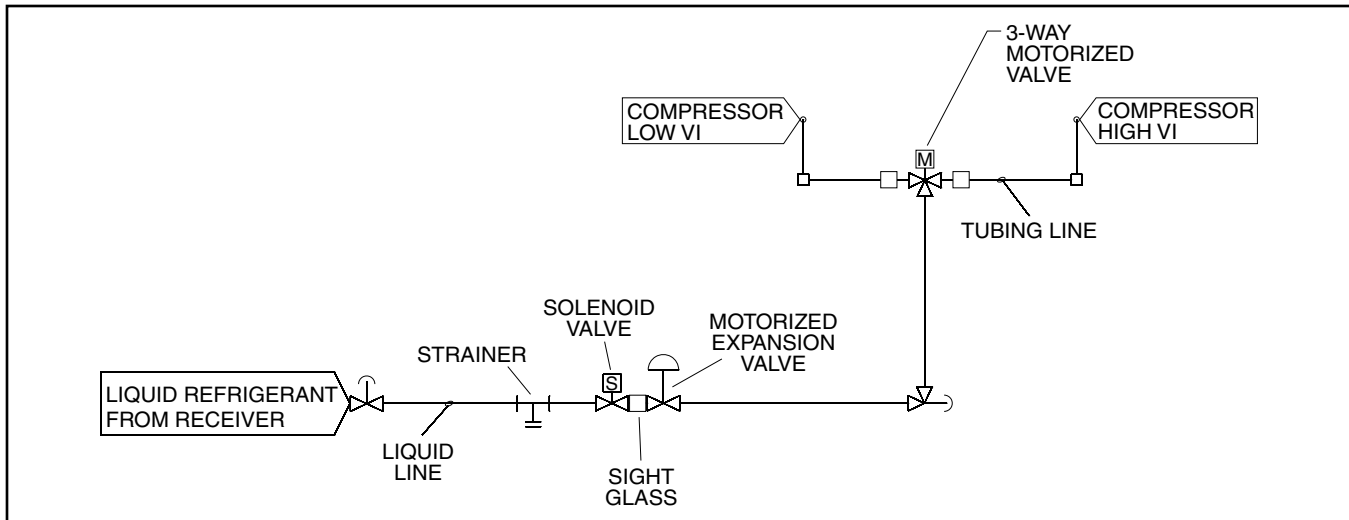 3-WAY
MOTORIZED
VALVE
COMPRESSOR
LOW VI
COMPRESSOR
HIGH VI
M
TUBING LINE
SOLENOID
VALVE
MOTORIZED
EXPANSION
VALVE
STRAINER
S
LIQUID REFRIGERANT
FROM RECEIVER
LIQUID
LINE
SIGHT
GLASS